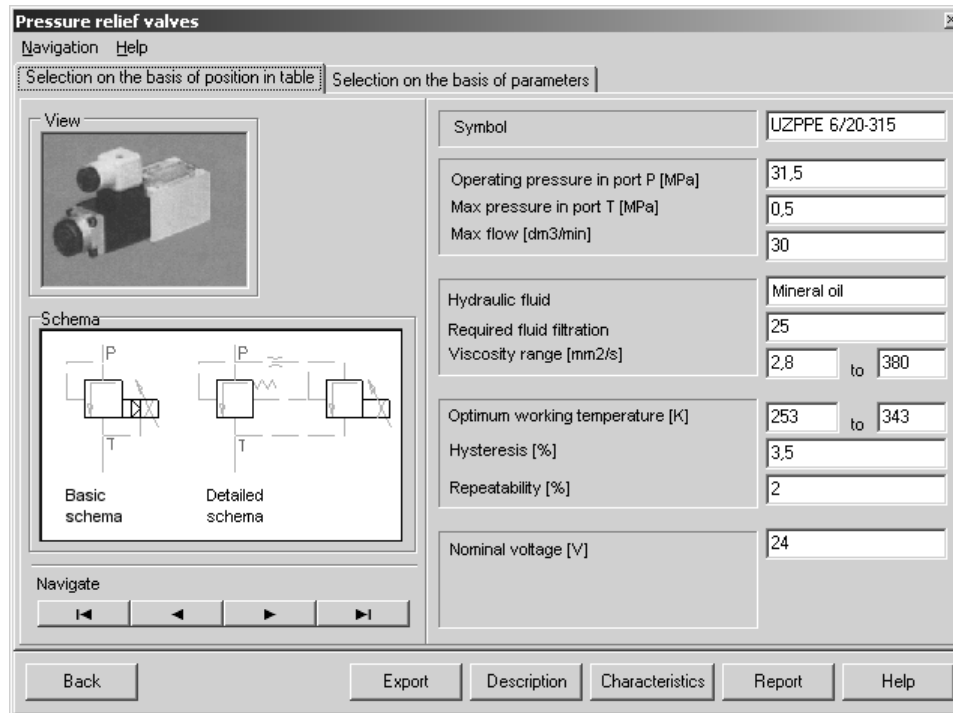 Pressure relief valves
Navigation Help
Selection on the basis of position in table
Selection on the basis of parameters
View
Schema
P
T
Basic
schema
P
T
Detailed
schema
Navigate
Symbol
UZPPE 6/20-315
Operating pressure in port P [MPa]
31,5
Max pressure in port T [MPa]
0,5
Max flow [dm3/min]
30
Hydraulic fluid
Mineral oil
Required fluid filtration
25
Viscosity range [mm2/s]
2,8 to 380
Optimum working temperature [K]
253 to 343
Hysteresis [%]
3,5
Repeatability [%]
2
Nominal voltage [V]
24
Back Export Description Characteristics Report Help